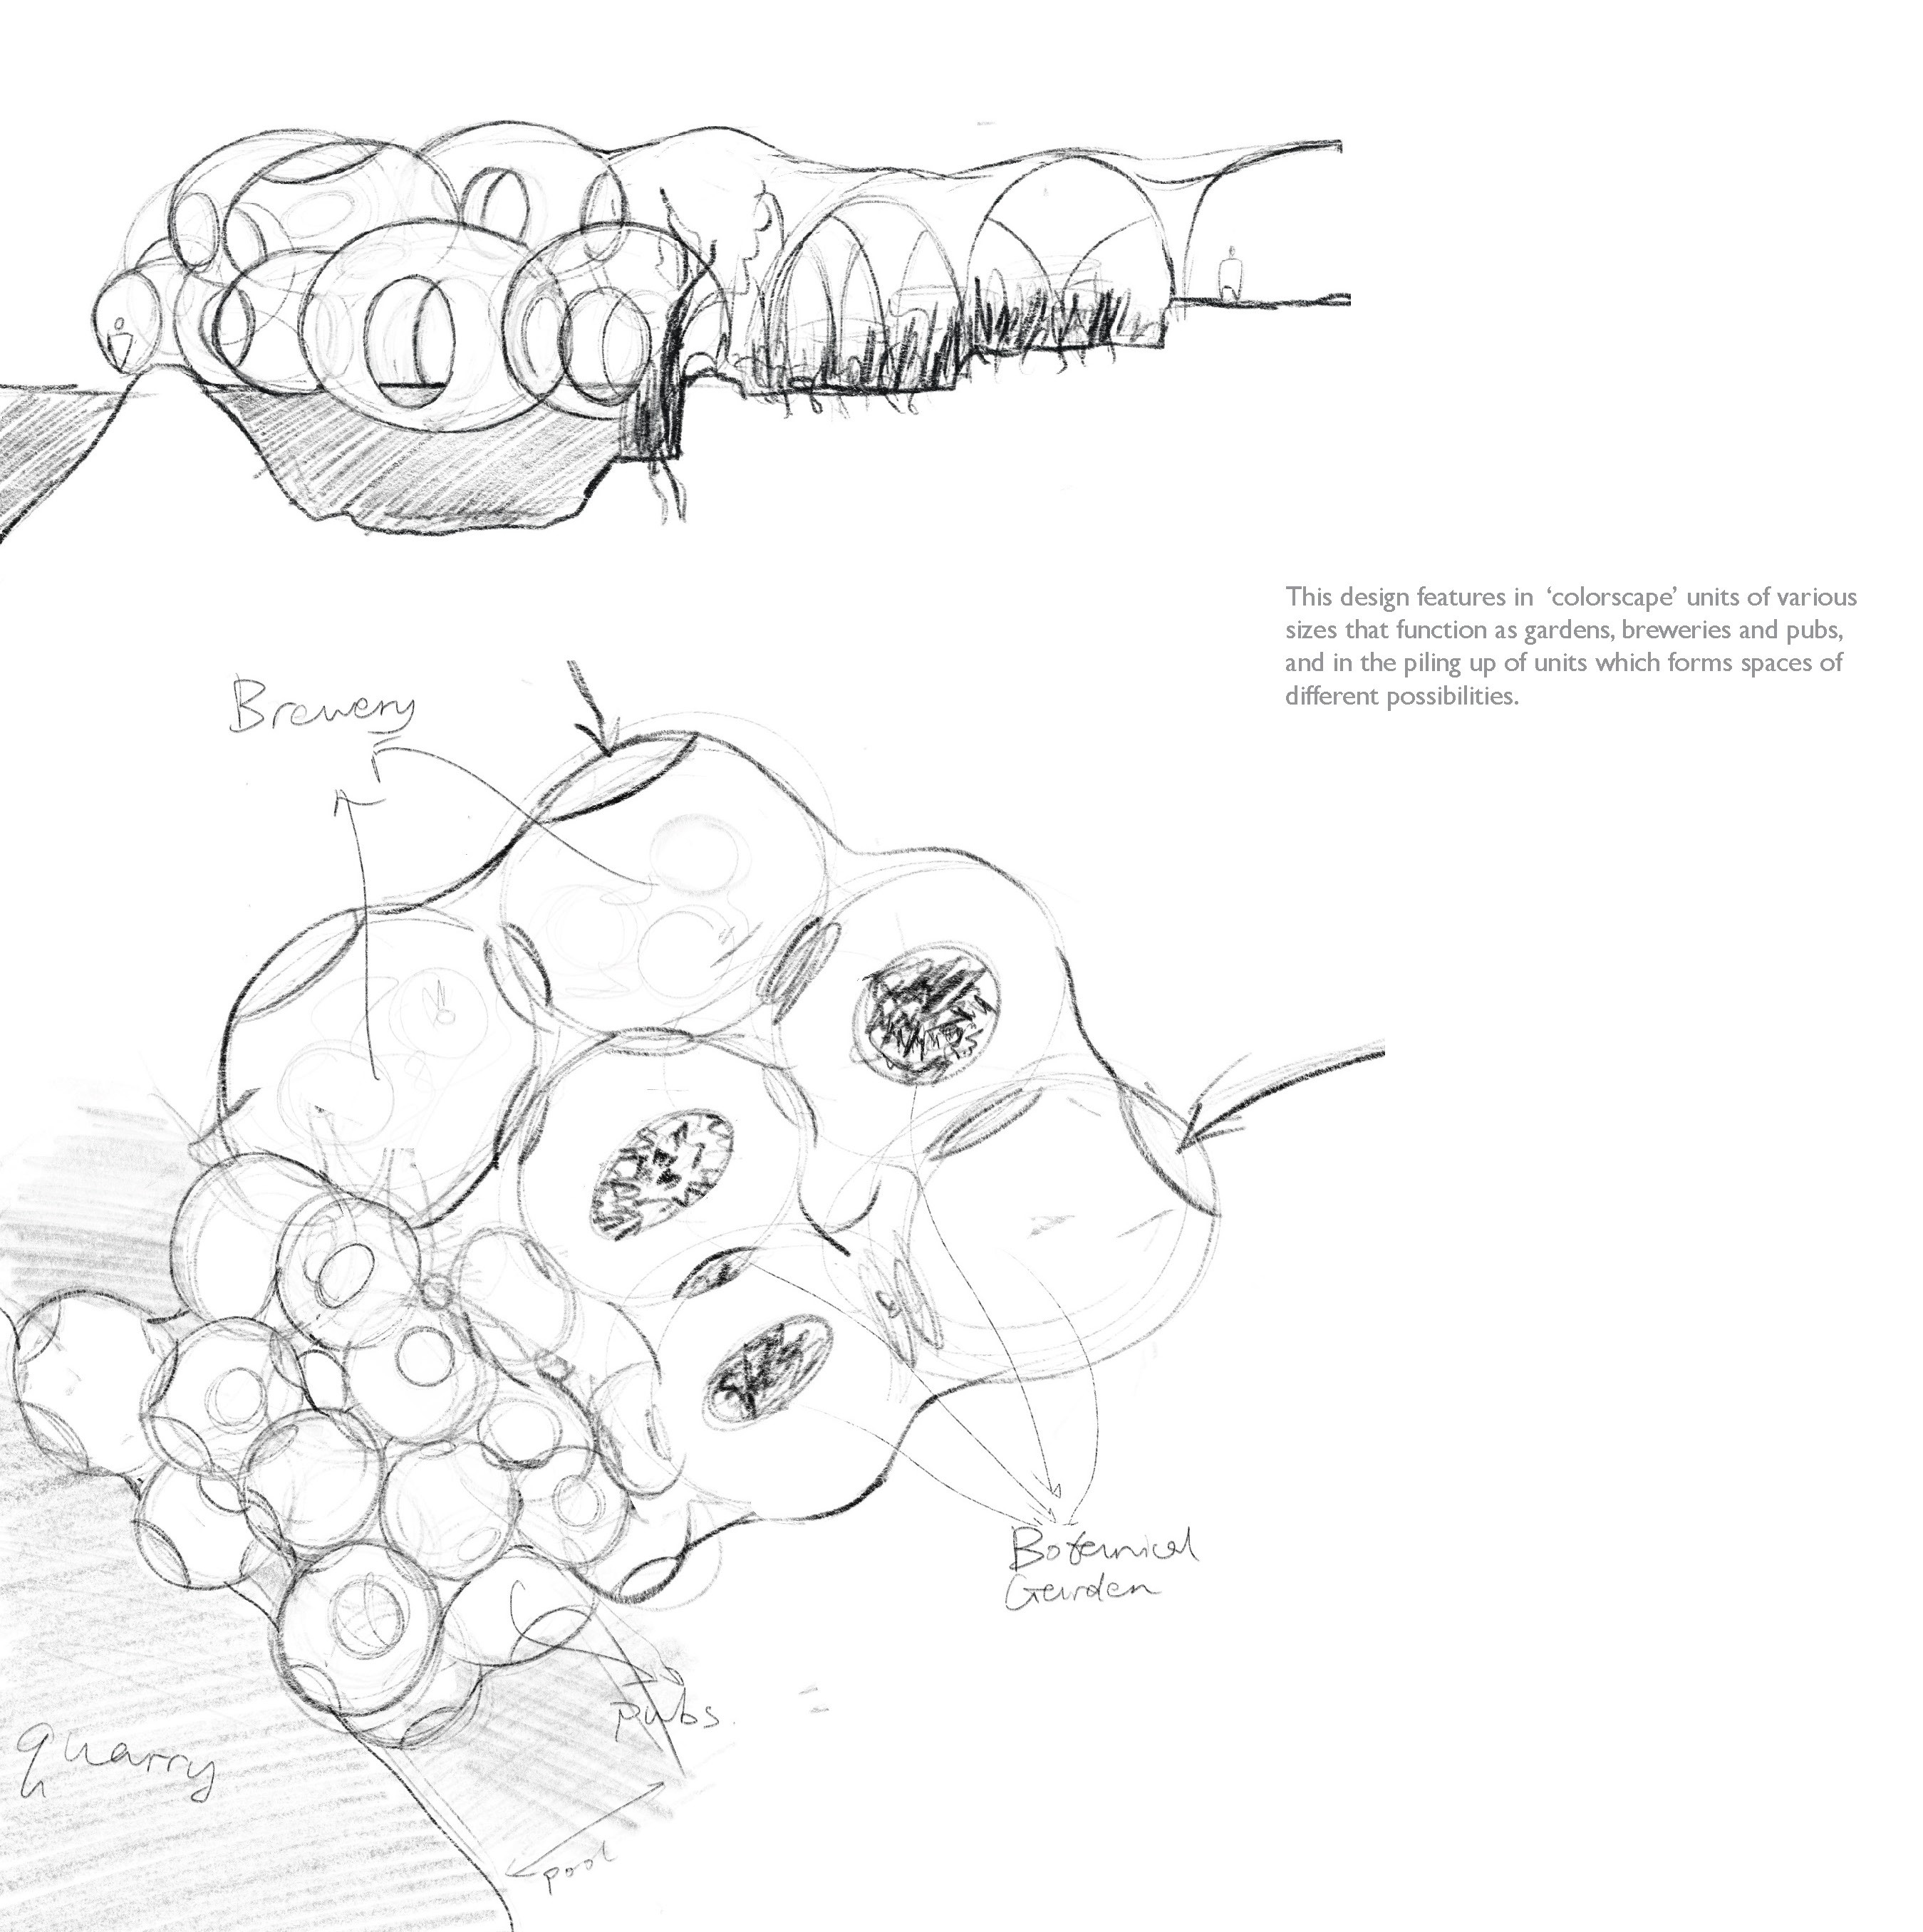 This design features in ‘colorscape’ units of various
sizes that function as gardens, breweries and pubs,
and in the piling up of units which forms spaces of
different possibilities.
Brewery
Botanical
Garden
pubs.
quarry
pool